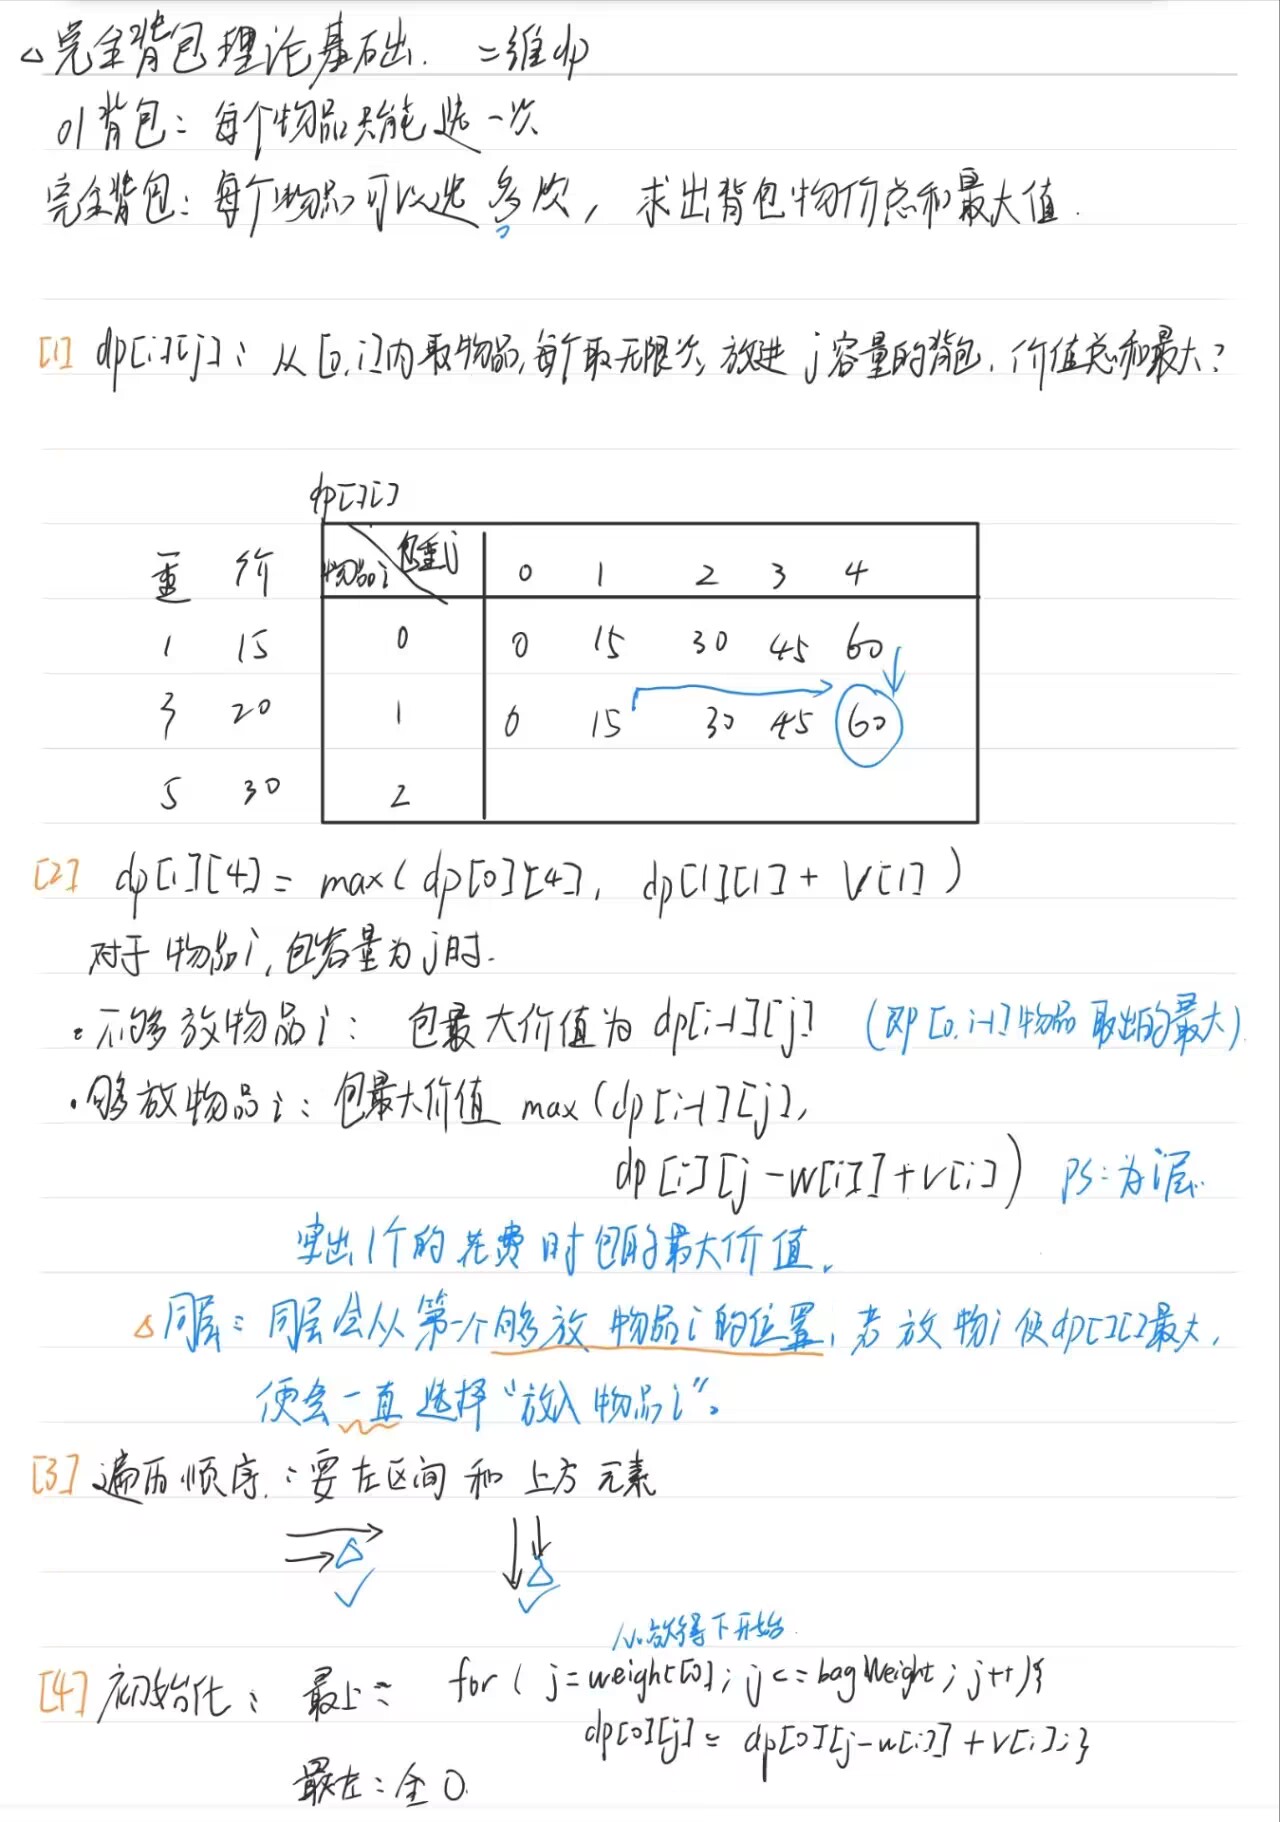 △完全背包理论基础. 二维dp
01背包：每个物品只能选一次
完全背包：每个物品可以选多次，求出背包物价总和最大值.
[1] dp[i][j]：从[0,i]内取物品,每个取无限次,放进j容量的背包,价值总和最大?
dp[][]
重 价 物品i 包重j 0 1 2 3 4
1 15 0 0 15 30 45 60
3 20 1 0 15 30 45 60
5 30 2
[2] dp[1][4] = max(dp[0][4], dp[1][1] + V[1])
对于物品i,包容量为j时.
·不够放物品i： 包最大价值为 dp[i-1][j] (即[0,i-1]物品取出的最大)
·够放物品i：包最大价值 max(dp[i-1][j],
dp[i][j-w[i]]+v[i]) PS：为i层.
出1个的花费时包的最大价值.
△同层：同层会从第一个够放物品i的位置,若放物i使dp[][]最大,
便会一直选择“放入物品i”。
[3] 遍历顺序.：要左区间和上方元素
从放得下开始.
[4] 初始化： 最上： for( j=weight[0]; j<=bagWeight; j++){
dp[0][j] = dp[0][j-w[i]]+v[i];}
最左：全0.